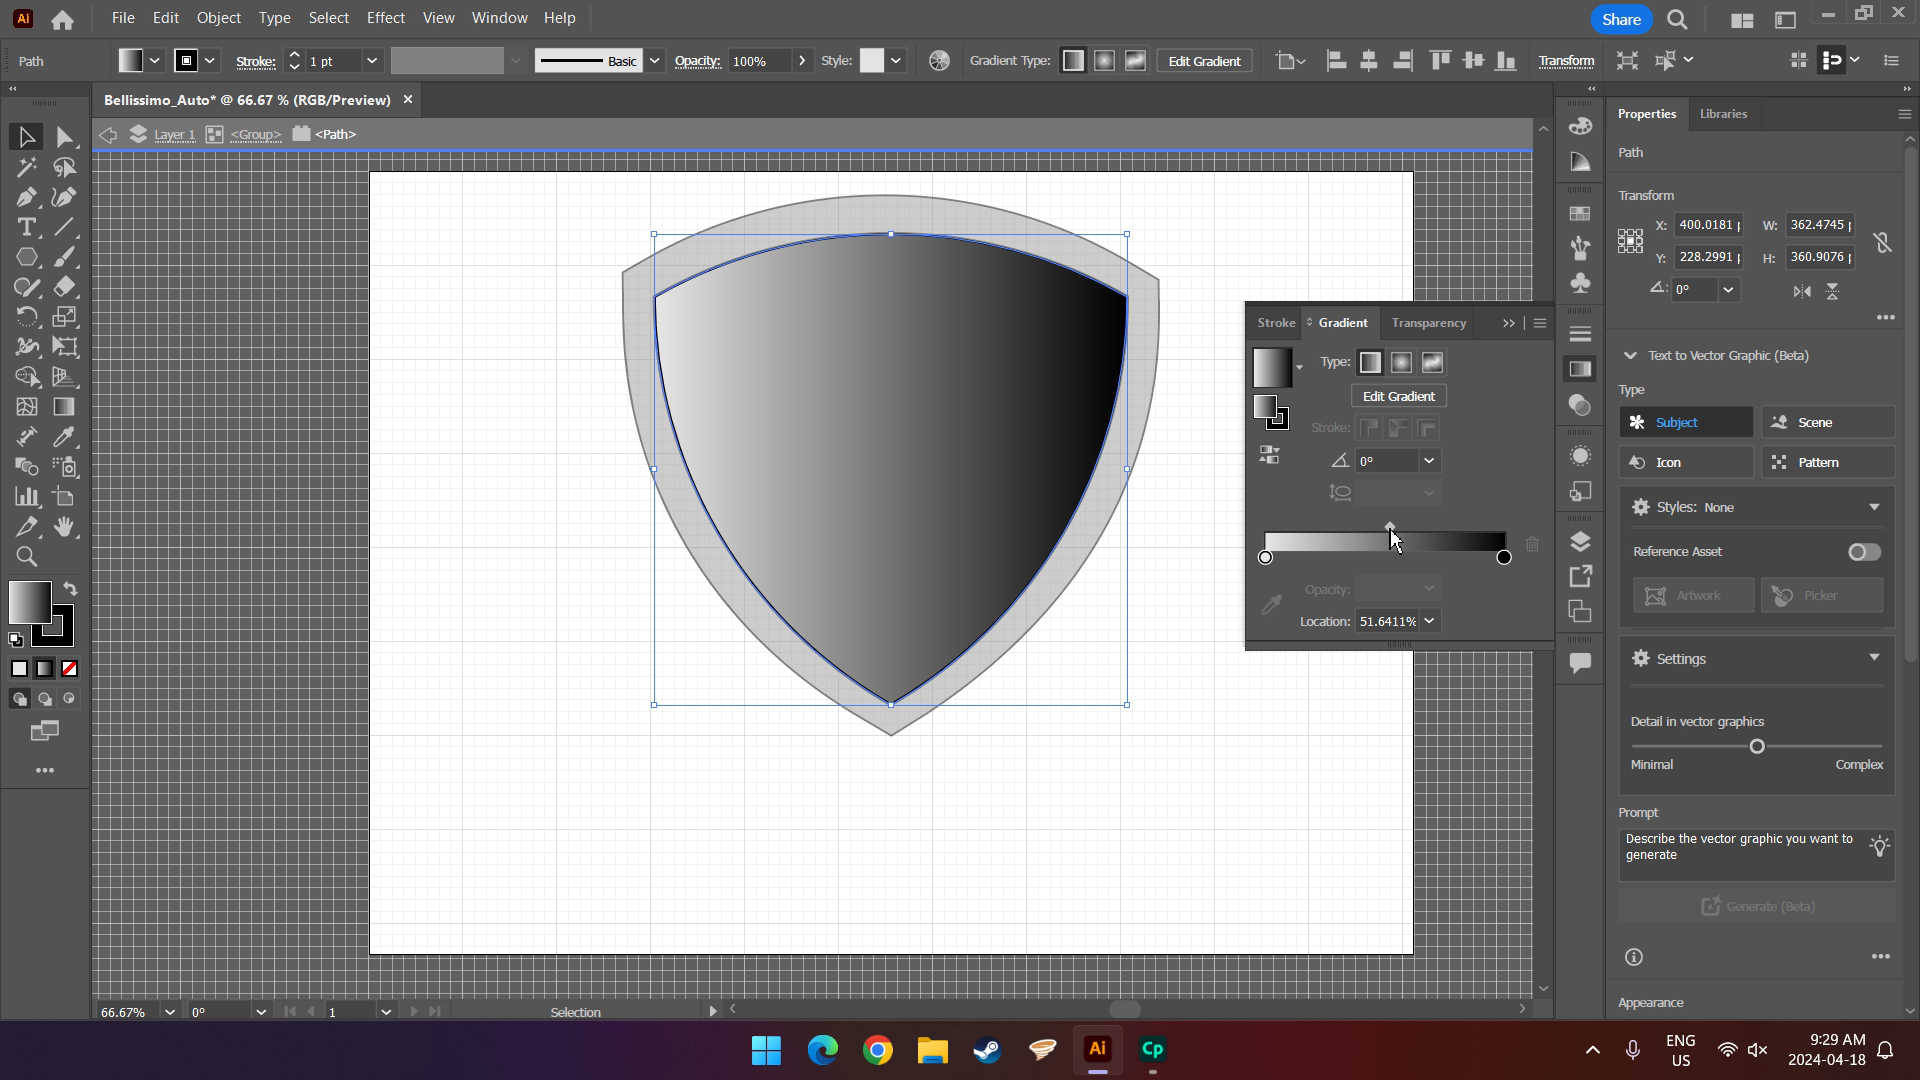 Ai File Edit Object Type Select Effect View Window Help Share
Path Stroke: 1 pt Basic Opacity: 100% Style: Gradient Type: Edit Gradient Transform
Bellissimo_Auto* @ 66.67 % (RGB/Preview) ×
Layer 1 <Group> <Path>
Stroke Gradient Transparency
Type:
Edit Gradient
Stroke:
0°
Opacity:
Location: 51.6411%
Properties Libraries
Path
Transform
X: 400.0181 W: 362.4745
Y: 228.2991 H: 360.9076
0°
Text to Vector Graphic (Beta)
Type
Subject Scene
Icon Pattern
Styles: None
Reference Asset
Artwork Picker
Settings
Detail in vector graphics
Minimal Complex
Prompt
Describe the vector graphic you want to
generate
Generate (Beta)
Appearance
66.67% 0° 1 Selection
Ai Cp
ENG
US
9:29 AM
2024-04-18